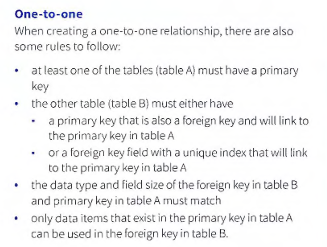 One-to-one
When creating a one-to-one relationship, there are also
some rules to follow:
• at least one of the tables (table A) must have a primary
key
• the other table (table B) must either have
• a primary key that is also a foreign key and will link to
the primary key in table A
• or a foreign key field with a unique index that will link
to the primary key in table A
• the data type and field size of the foreign key in table B
and primary key in table A must match
• only data items that exist in the primary key in table A
can be used in the foreign key in table B.